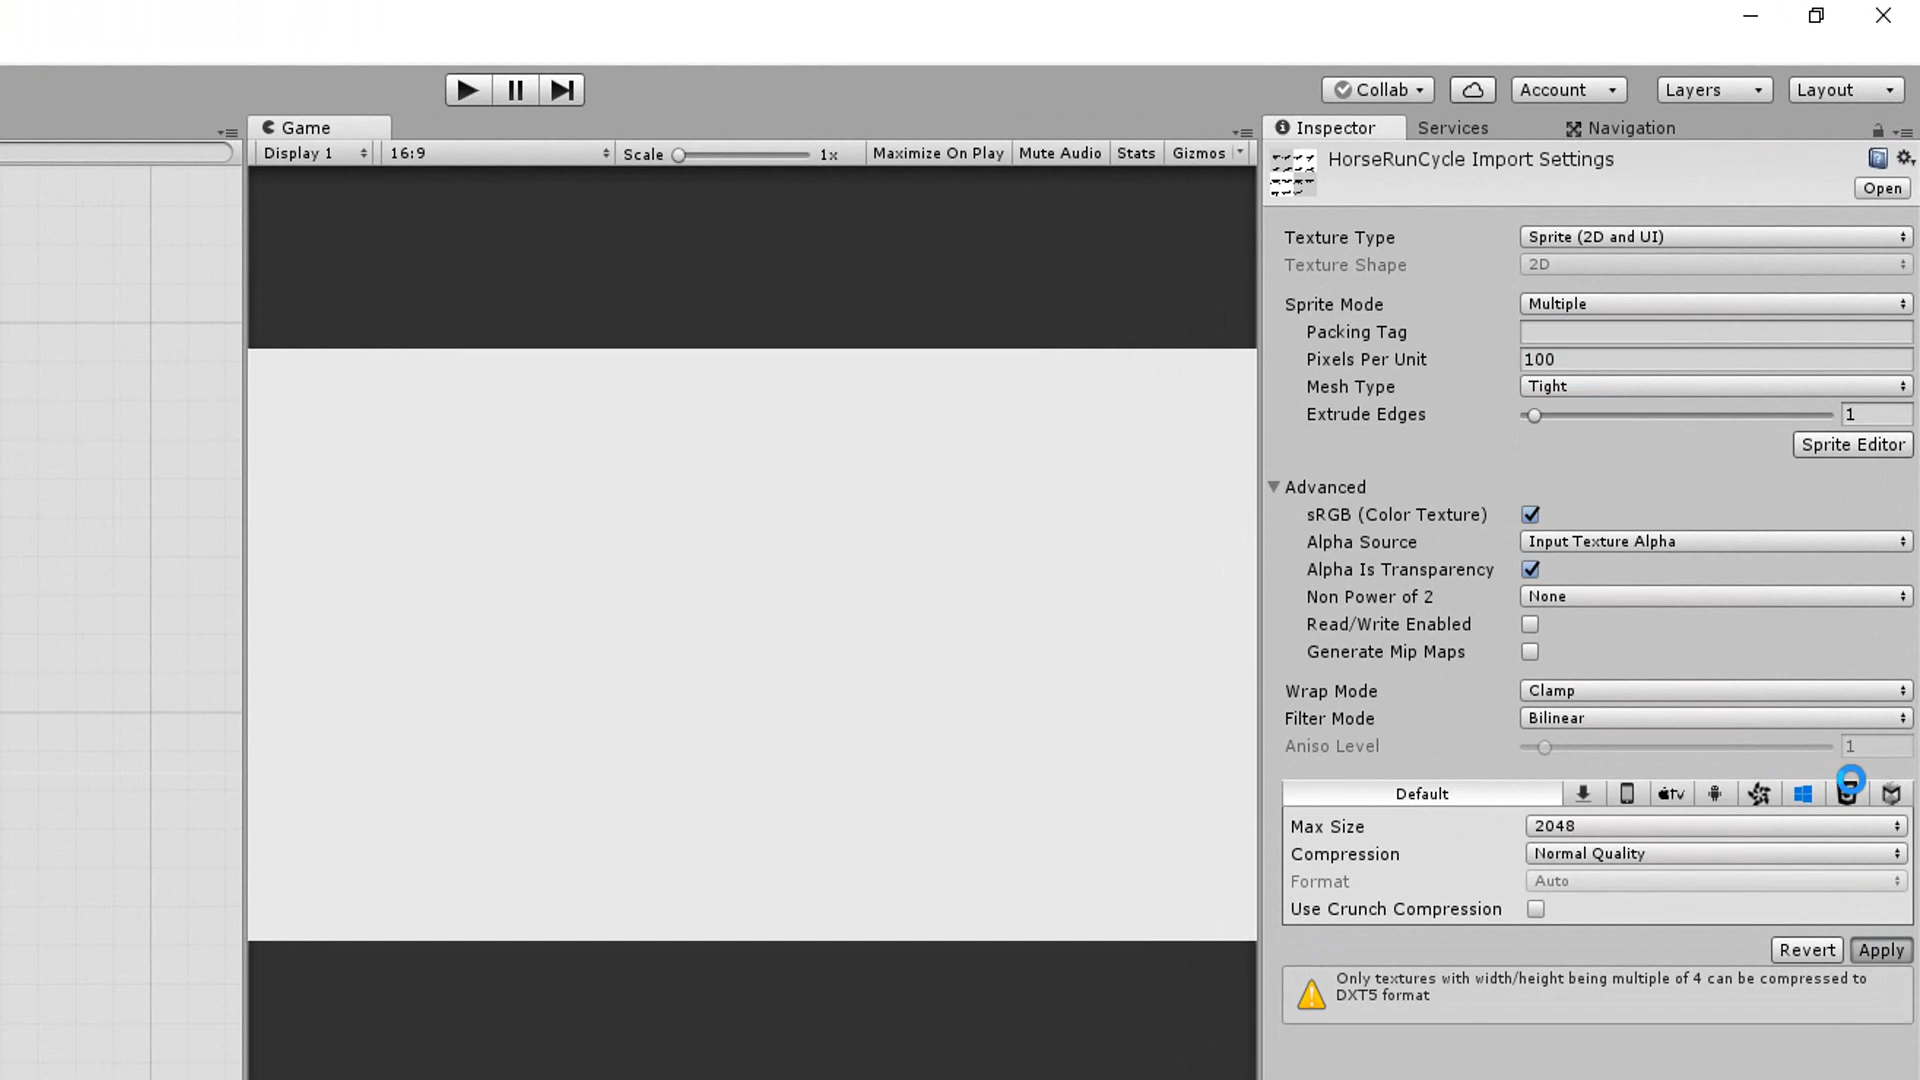 Collab
Account
Layers
Layout
Game
Inspector
Services
Navigation
Display 1
16:9
Scale
1x
Maximize On Play
Mute Audio
Stats
Gizmos
HorseRunCycle Import Settings
Open
Texture Type
Sprite (2D and UI)
Texture Shape
2D
Sprite Mode
Multiple
Packing Tag
Pixels Per Unit
100
Mesh Type
Tight
Extrude Edges
1
Sprite Editor
Advanced
sRGB (Color Texture)
Alpha Source
Input Texture Alpha
Alpha Is Transparency
Non Power of 2
None
Read/Write Enabled
Generate Mip Maps
Wrap Mode
Clamp
Filter Mode
Bilinear
Aniso Level
1
Default
tv
Max Size
2048
Compression
Normal Quality
Format
Auto
Use Crunch Compression
Revert
Apply
Only textures with width/height being multiple of 4 can be compressed to
DXT5 format